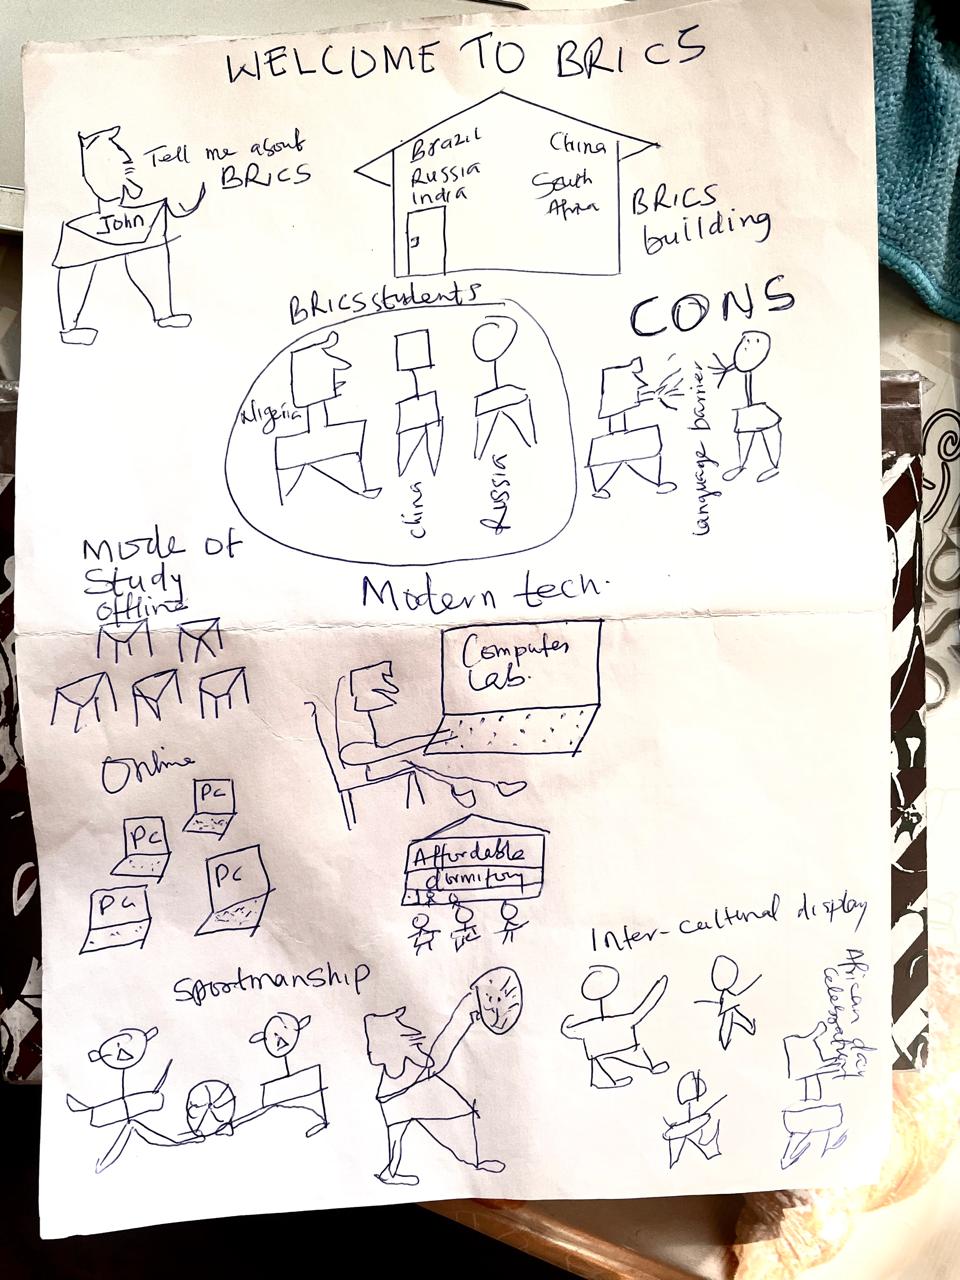 WELCOME TO BRICS
Tell me about
BRICS
John
Brazil
Russia
India
China
South
Africa
BRICS
building
BRICS students
Nigeria
China
Russia
CONS
language barrier
Mode of
Study
offline
Modern tech.
Computer
Lab.
Online
PC
PC
PC
PC
Affordable
dormitory
Inter-cultural display
African day
celebration
Sportmanship